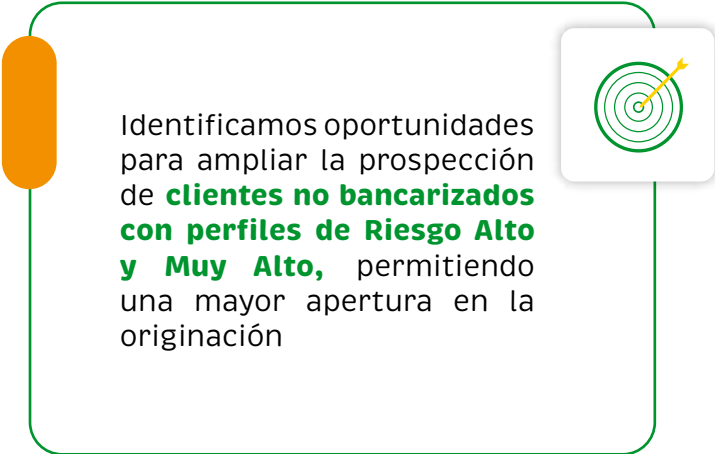 Identificamos oportunidades
para ampliar la prospección
de clientes no bancarizados
con perfiles de Riesgo Alto
y Muy Alto, permitiendo
una mayor apertura en la
originación